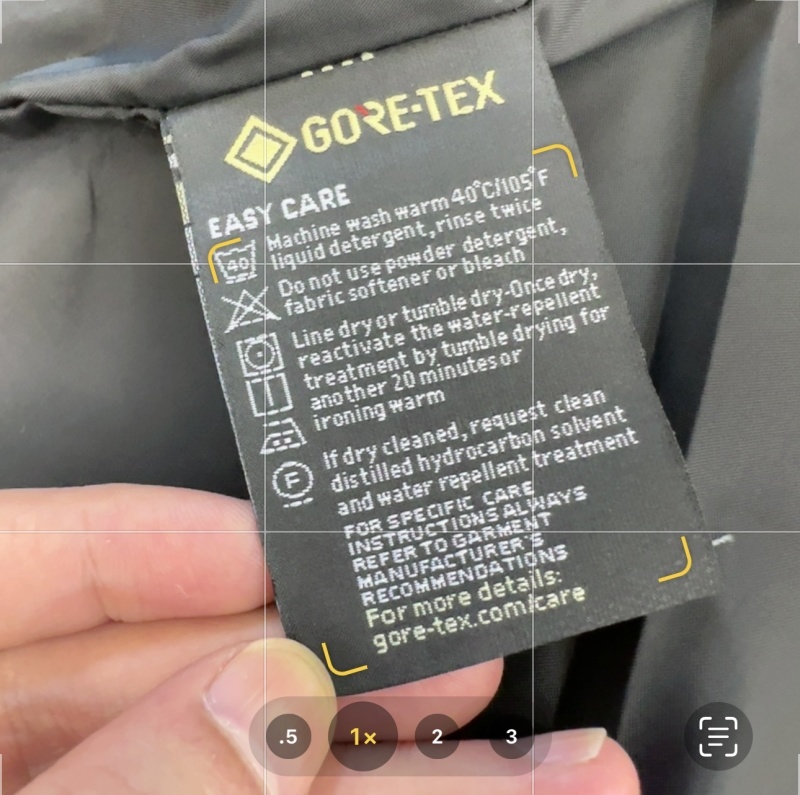 GORE-TEX
EASY CARE
Machine wash warm 40°C/105°F
liquid detergent, rinse twice
40
Do not use powder detergent,
fabric softener or bleach
Line dry or tumble dry-Once dry,
reactivate the water-repellent
treatment by tumble drying for
another 20 minutes or
ironing warm
If dry cleaned, request clean
distilled hydrocarbon solvent
and water repellent treatment
F
FOR SPECIFIC CARE
INSTRUCTIONS ALWAYS
REFER TO GARMENT
MANUFACTURER'S
RECOMMENDATIONS
For more details:
gore-tex.com/care
.5 1× 2 3